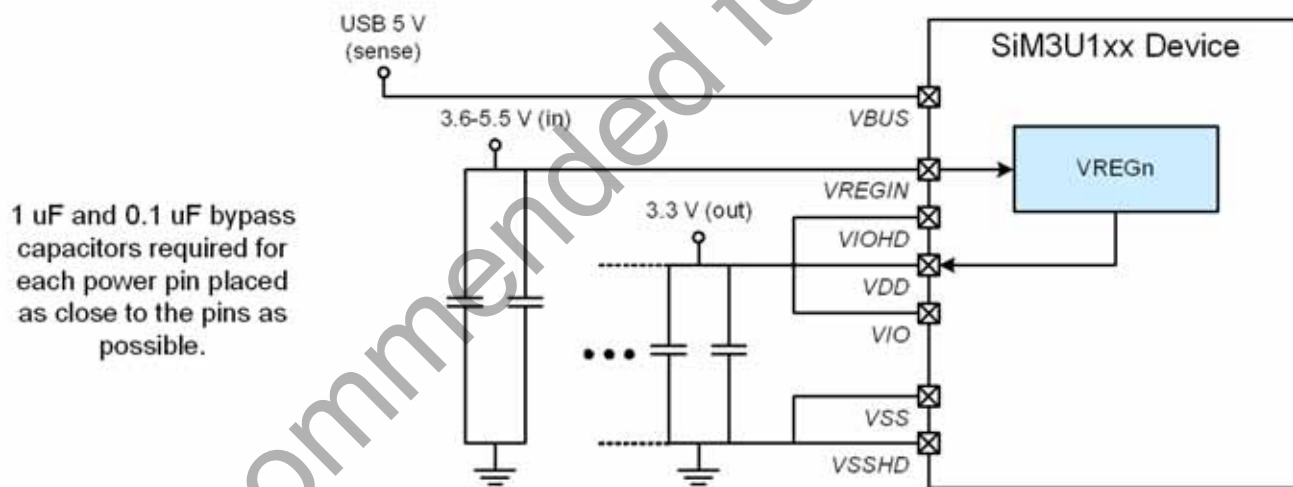 USB 5 V
(sense)
SiM3U1xx Device
3.6-5.5 V (in)
VBUS
VREGn
VREGIN
1 uF and 0.1 uF bypass
capacitors required for
each power pin placed
as close to the pins as
possible.
3.3 V (out)
VIOHD
VDD
VIO
VSS
VSSHD
ommended fo